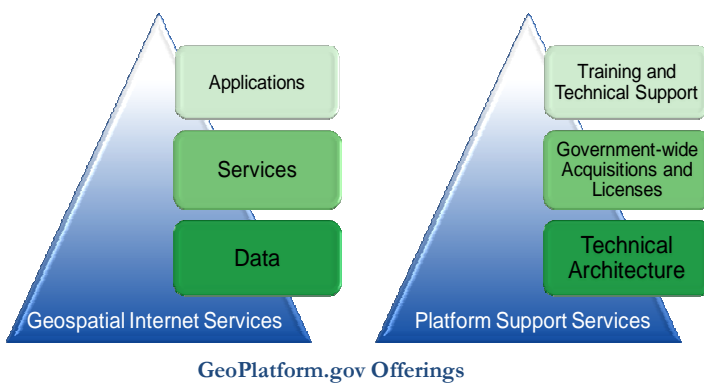 Applications
Services
Data
Geospatial Internet Services
Training and
Technical Support
Government-wide
Acquisitions and
Licenses
Technical
Architecture
Platform Support Services
GeoPlatform.gov Offerings